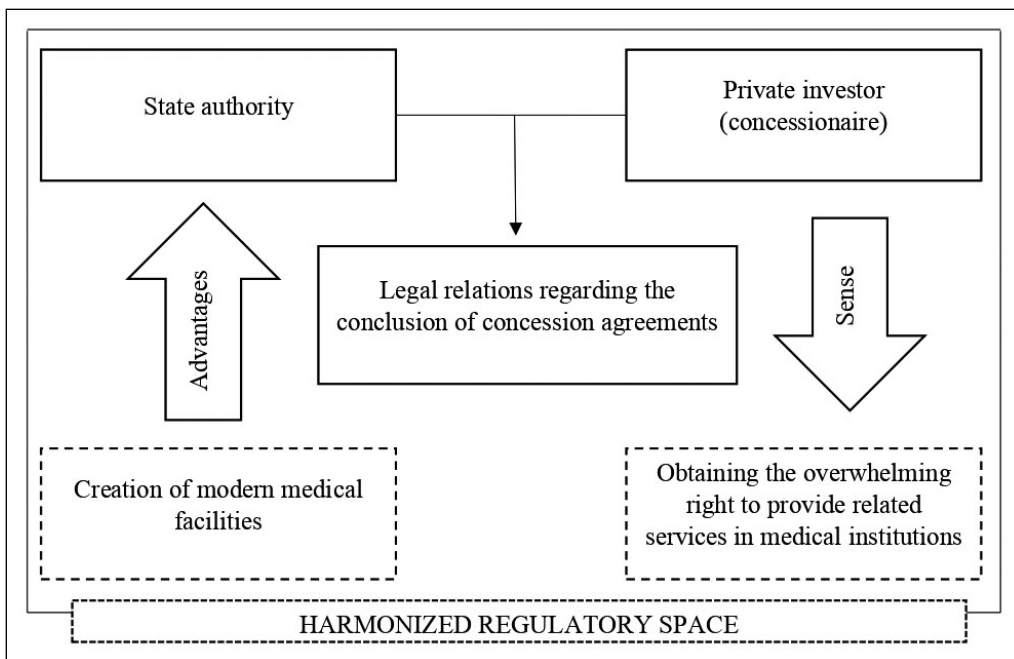 State authority
Private investor
(concessionaire)
Legal relations regarding the
conclusion of concession agreements
Advantages
Sense
Creation of modern medical
facilities
Obtaining the overwhelming
right to provide related
services in medical institutions
HARMONIZED REGULATORY SPACE